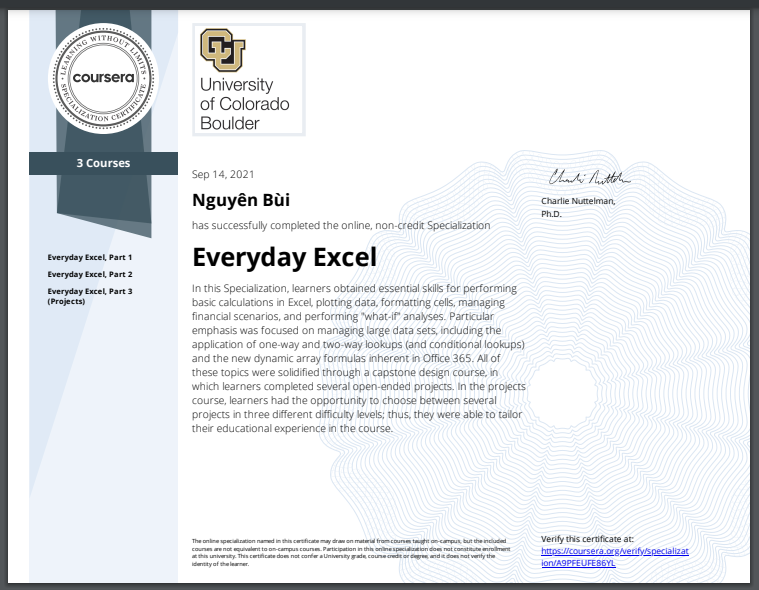 LEARNING WITHOUT LIMITS
coursera
SPECIALIZATION CERTIFICATE
3 Courses
Everyday Excel, Part 1
Everyday Excel, Part 2
Everyday Excel, Part 3
(Projects)
University
of Colorado
Boulder
Sep 14, 2021
Nguyên Bùi
has successfully completed the online, non-credit Specialization
Everyday Excel
In this Specialization, learners obtained essential skills for performing
basic calculations in Excel, plotting data, formatting cells, managing
financial scenarios, and performing "what-if" analyses. Particular
emphasis was focused on managing large data sets, including the
application of one-way and two-way lookups (and conditional lookups)
and the new dynamic array formulas inherent in Office 365. All of
these topics were solidified through a capstone design course, in
which learners completed several open-ended projects. In the projects
course, learners had the opportunity to choose between several
projects in three different difficulty levels; thus, they were able to tailor
their educational experience in the course.
Charlie Nuttelman
Charlie Nuttelman,
Ph.D.
The online specialization named in this certificate may draw on material from courses taught on-campus, but the included
courses are not equivalent to on-campus courses. Participation in this online specialization does not constitute enrollment
at this university. This certificate does not confer a University grade, course credit or degree, and it does not verify the
identity of the learner.
Verify this certificate at:
https://coursera.org/verify/specializat
ion/A9PFEUFE86YL